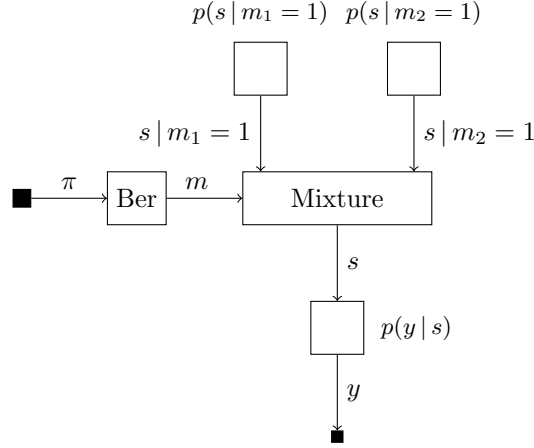 p(s | m₁ = 1) p(s | m₂ = 1)
s | m₁ = 1 s | m₂ = 1
π Ber m Mixture
s
p(y | s)
y